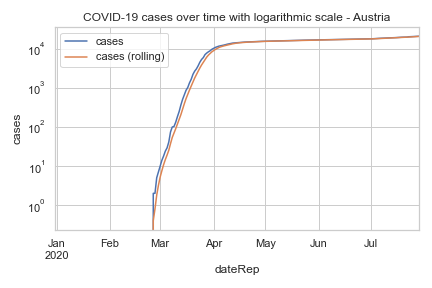 COVID-19 cases over time with logarithmic scale - Austria
cases
cases (rolling)
10⁴
10³
10²
10¹
10⁰
cases
Jan Feb Mar Apr May Jun Jul
2020
dateRep